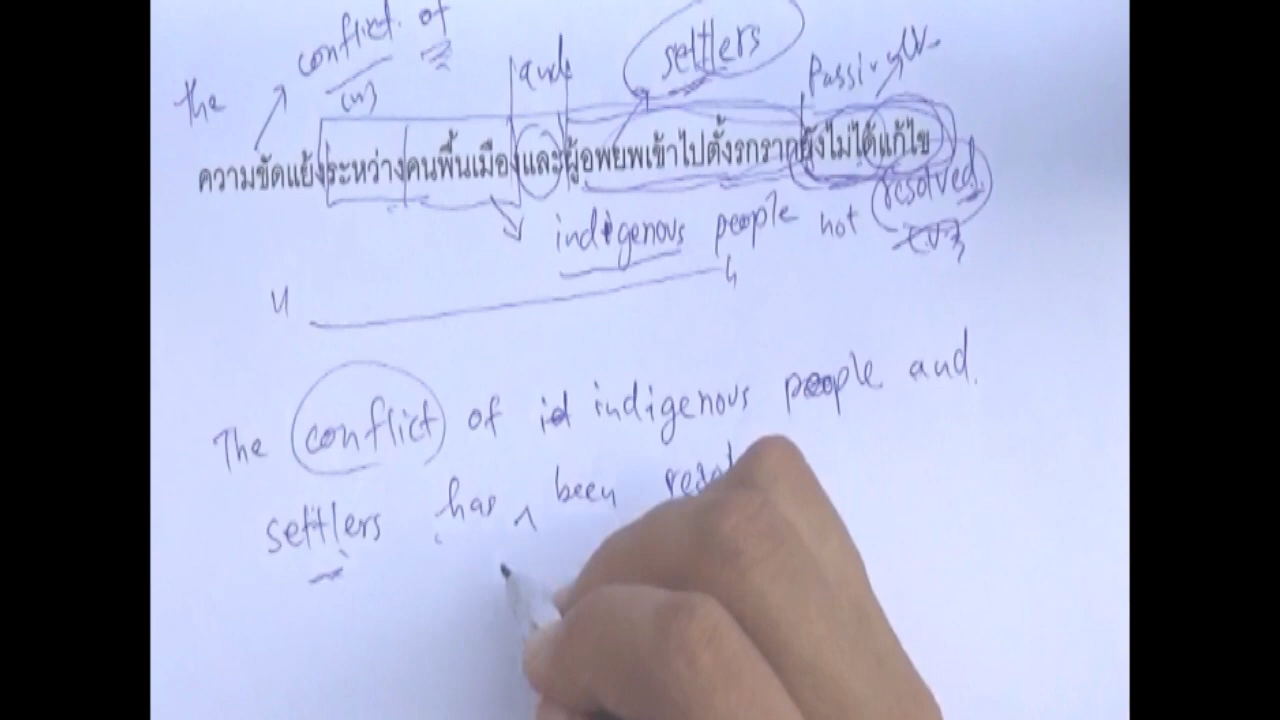 conflict of
the
(n)
and
settlers
ความขัดแย้งระหว่างคนพื้นเมืองและผู้อพยพเข้าไปตั้งรกรากยังไม่ได้แก้ไข
indigenous people not resolved
The conflict of id indigenous people and
settlers has ^ been